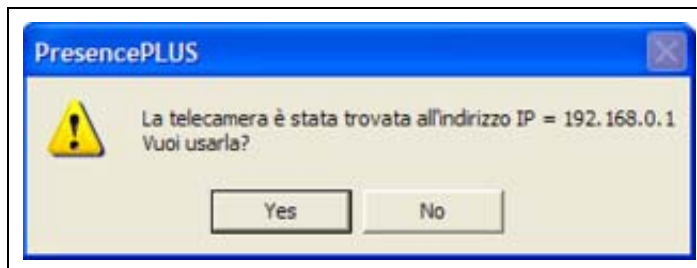 PresencePLUS
La telecamera è stata trovata all'indirizzo IP = 192.168.0.1
Vuoi usarla?
Yes
No